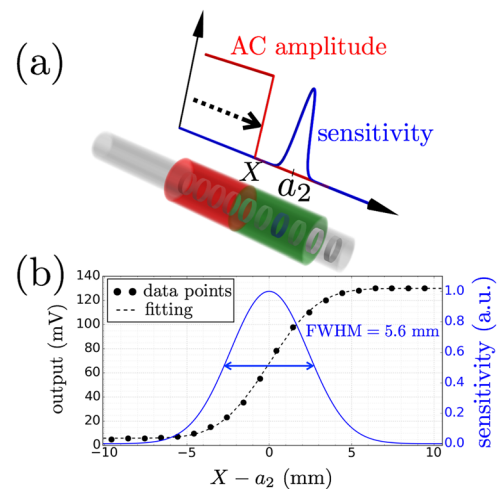 (a)
AC amplitude
sensitivity
X
a2
(b)
data points
fitting
FWHM = 5.6 mm
output (mV)
140
120
100
80
60
40
20
0
sensitivity (a.u.)
1.0
0.8
0.6
0.4
0.2
0.0
-10 -5 0 5 10
X − a2 (mm)